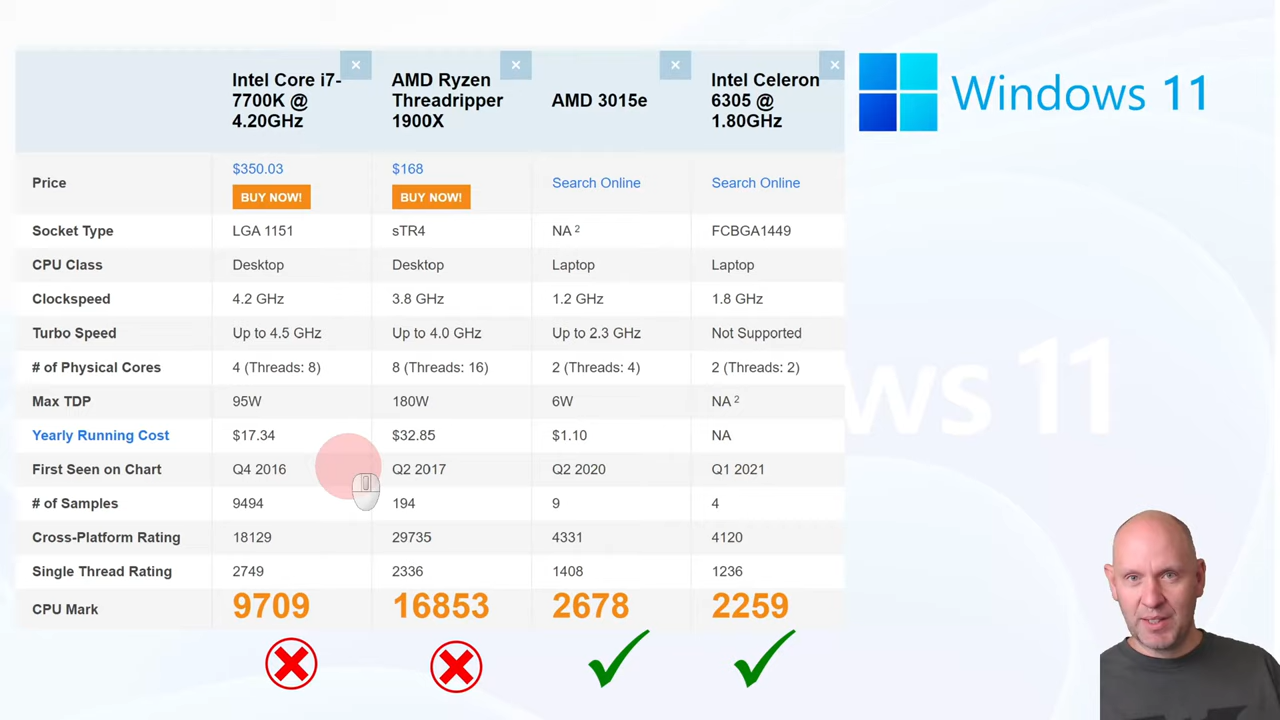 Intel Core i7-
7700K @
4.20GHz
AMD Ryzen
Threadripper
1900X
AMD 3015e
Intel Celeron
6305 @
1.80GHz
Windows 11
Price
$350.03
BUY NOW!
$168
BUY NOW!
Search Online
Search Online
Socket Type LGA 1151 sTR4 NA 2 FCBGA1449
CPU Class Desktop Desktop Laptop Laptop
Clockspeed 4.2 GHz 3.8 GHz 1.2 GHz 1.8 GHz
Turbo Speed Up to 4.5 GHz Up to 4.0 GHz Up to 2.3 GHz Not Supported
# of Physical Cores 4 (Threads: 8) 8 (Threads: 16) 2 (Threads: 4) 2 (Threads: 2)
Max TDP 95W 180W 6W NA 2
Yearly Running Cost $17.34 $32.85 $1.10 NA
First Seen on Chart Q4 2016 Q2 2017 Q2 2020 Q1 2021
# of Samples 9494 194 9 4
Cross-Platform Rating 18129 29735 4331 4120
Single Thread Rating 2749 2336 1408 1236
CPU Mark 9709 16853 2678 2259
ws 11